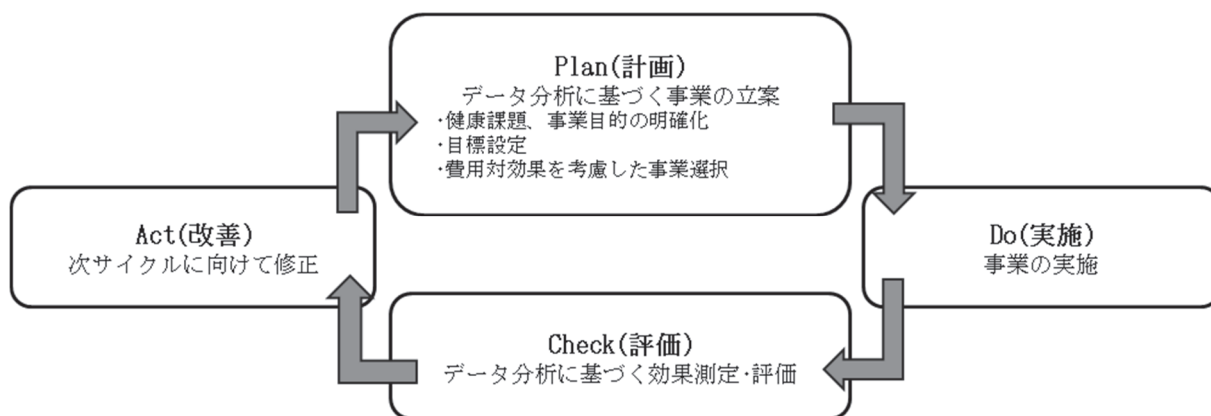 Plan(計画)
データ分析に基づく事業の立案
･健康課題、事業目的の明確化
･目標設定
･費用対効果を考慮した事業選択
Do(実施)
事業の実施
Check(評価)
データ分析に基づく効果測定･評価
Act(改善)
次サイクルに向けて修正